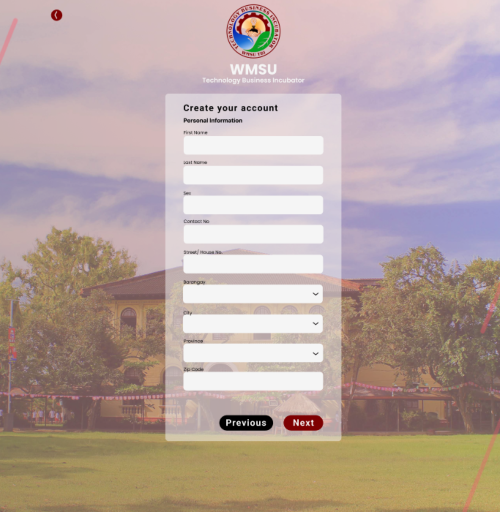 TECHNOLOGY BUSINESS INCUBATOR
WMSU TBI
WMSU
Technology Business Incubator
Create your account
Personal Information
First Name
Last Name
Sex
Contact No.
Street/ House No.
Barangay
City
Province
Zip Code
Previous
Next